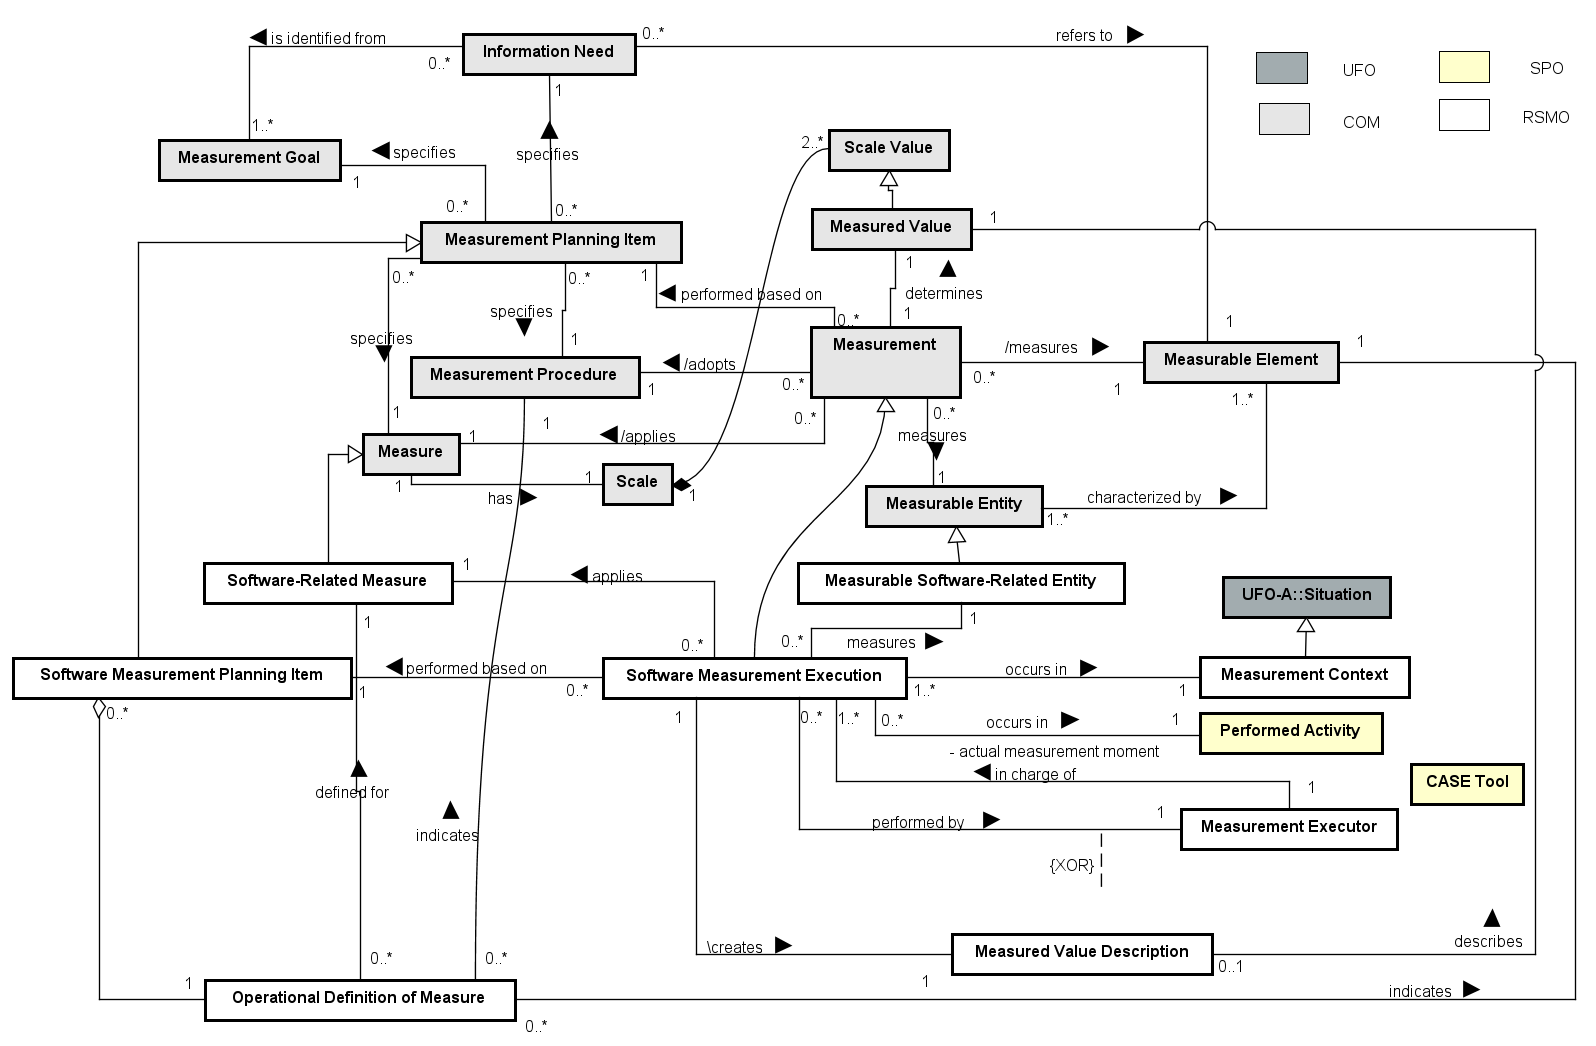 is identified from
Information Need
0..*
0..*
refers to
UFO
SPO
COM
RSMO
1
1..*
Measurement Goal
specifies
specifies
2..*
Scale Value
1
0..*
0..*
Measured Value
1
Measurement Planning Item
0..*
0..*
1
1
performed based on
determines
specifies
0..*
1
1
specifies
1
Measurement
/measures
Measurable Element
1
Measurement Procedure
/adopts
1
0..*
0..*
1
1..*
1
1
0..*
0..*
/applies
measures
1
Measure
Scale
1
1
has
1
1
Measurable Entity
characterized by
1..*
Software-Related Measure
1
applies
Measurable Software-Related Entity
UFO-A::Situation
1
1
0..*
0..*
measures
Software Measurement Planning Item
performed based on
Software Measurement Execution
occurs in
Measurement Context
1
0..*
1..*
1
0..*
1
0..*
1..*
0..*
occurs in
1
Performed Activity
- actual measurement moment
in charge of
CASE Tool
1
defined for
indicates
performed by
1
Measurement Executor
{XOR}
\creates
Measured Value Description
describes
0..*
0..*
0..1
1
1
Operational Definition of Measure
indicates
0..*